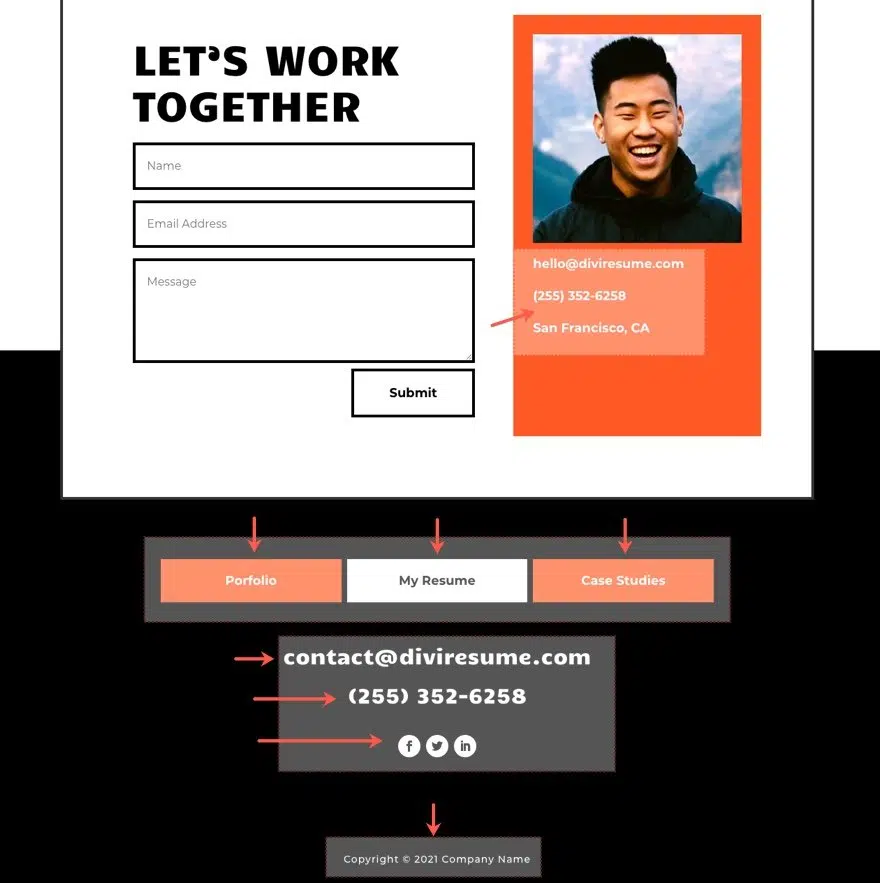 LET'S WORK
TOGETHER
Name
Email Address
Message
Submit
hello@diviresume.com
(255) 352-6258
San Francisco, CA
Porfolio
My Resume
Case Studies
contact@diviresume.com
(255) 352-6258
Copyright © 2021 Company Name